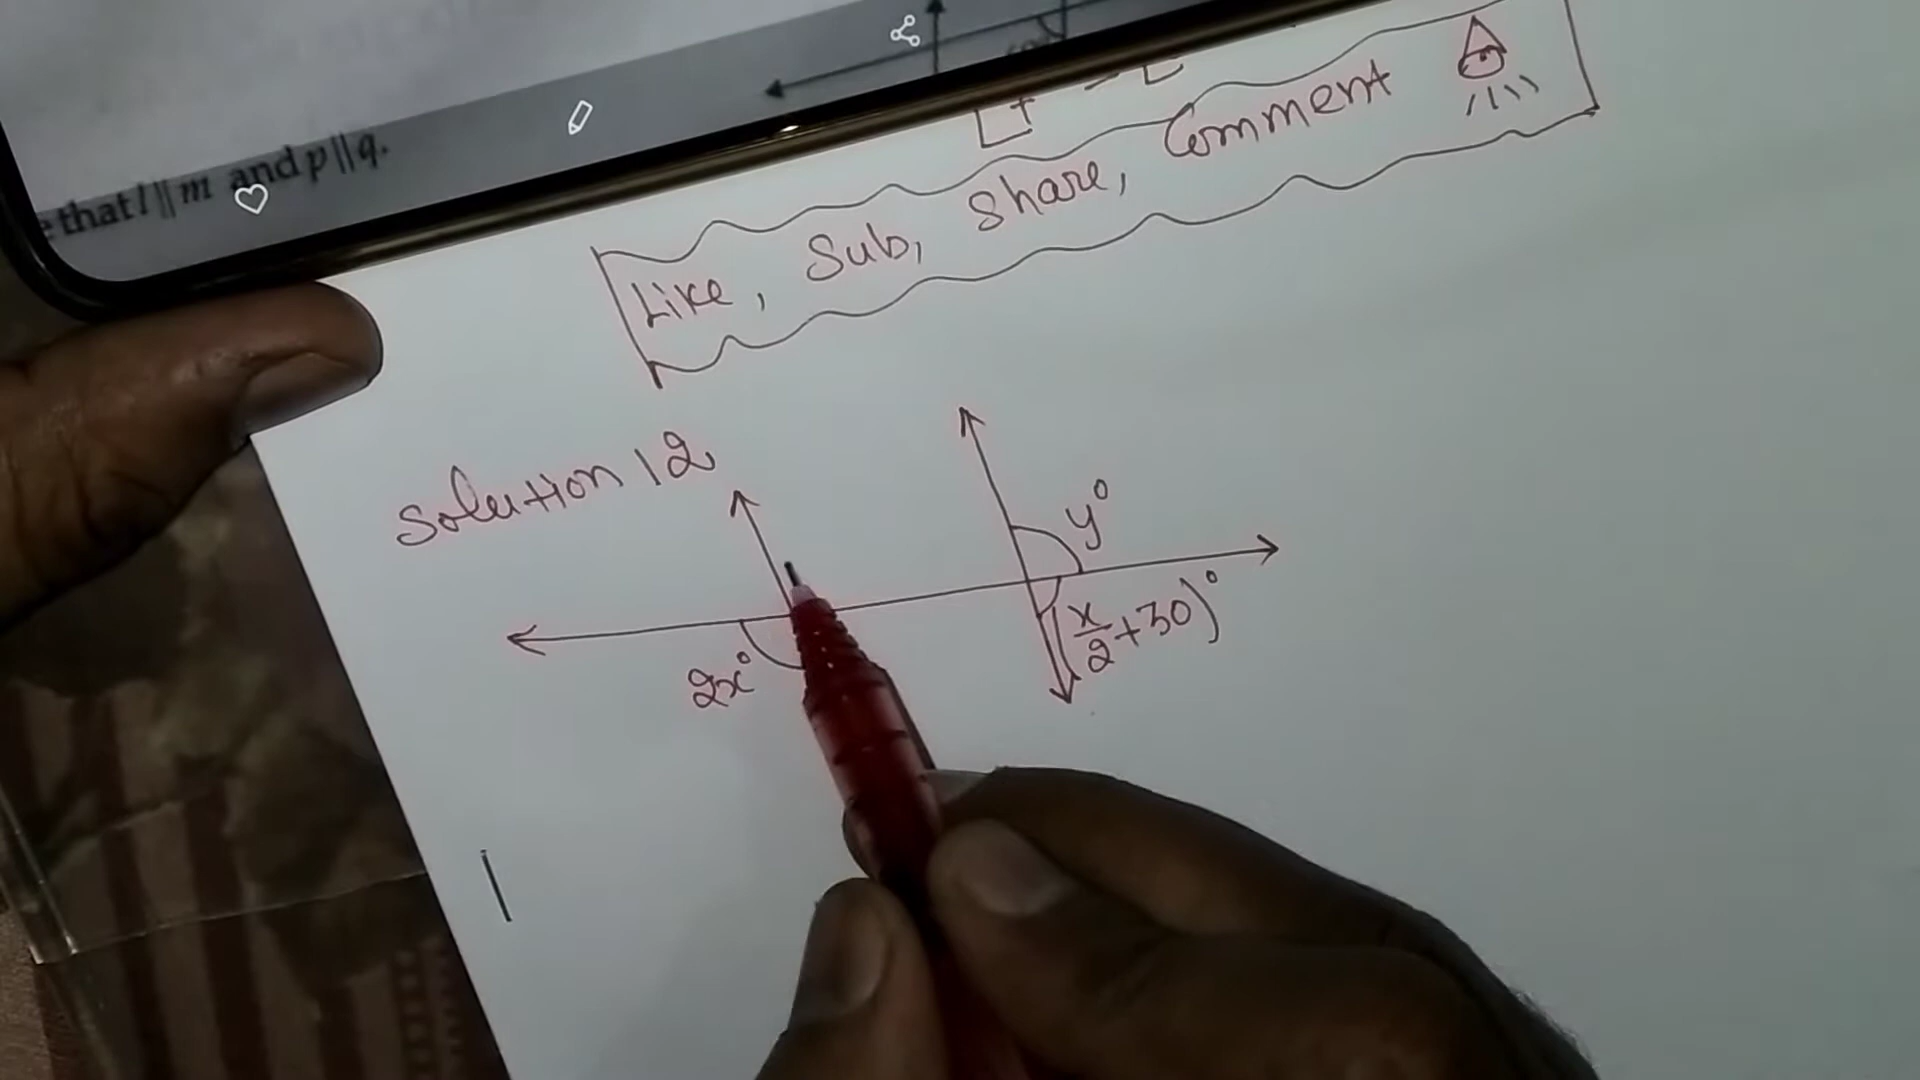 e that l || m and p || q.
Like, Sub, Share, Comment
Solution 12
y°
2x°
(x/2+30)°